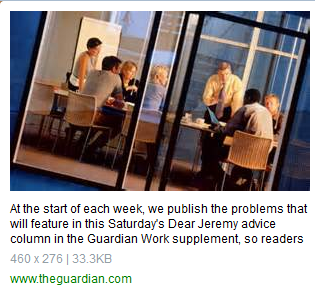 At the start of each week, we publish the problems that
will feature in this Saturday's Dear Jeremy advice
column in the Guardian Work supplement, so readers
460 x 276 | 33.3KB
www.theguardian.com